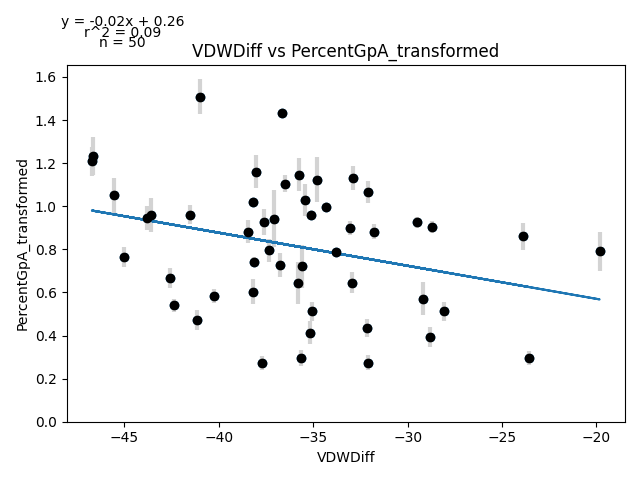 y = -0.02x + 0.26
r^2 = 0.09
n = 50
VDWDiff vs PercentGpA_transformed
1.6
1.4
1.2
1.0
0.8
0.6
0.4
0.2
0.0
PercentGpA_transformed
−45
−40
−35
−30
−25
−20
VDWDiff